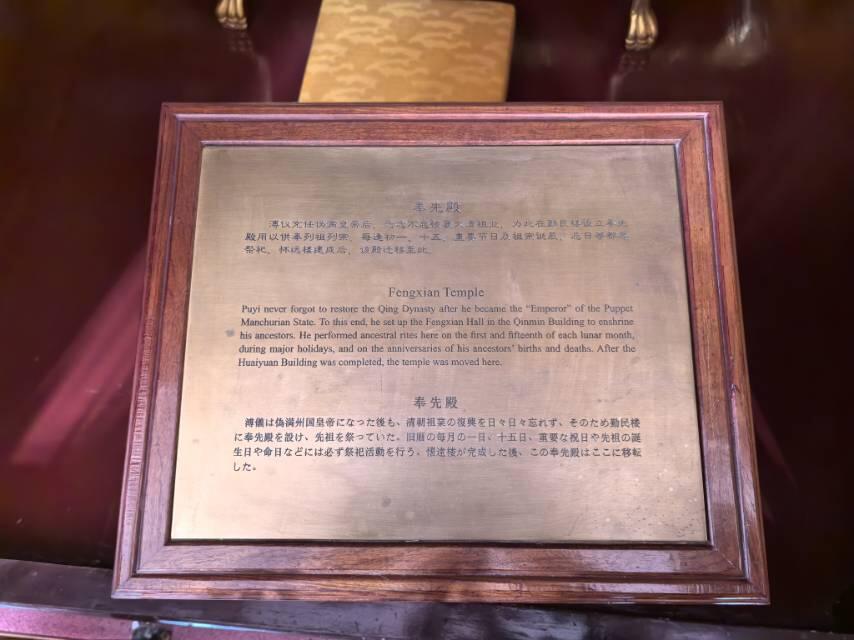 奉先殿
溥仪充任伪满皇帝后，念念不忘恢复大清祖业，为此在勤民楼设立奉先
殿用以供奉列祖列宗。每逢初一、十五、重要节日及祖宗诞辰、忌日等都要
祭祀。怀远楼建成后，该殿迁移至此。
Fengxian Temple
Puyi never forgot to restore the Qing Dynasty after he became the “Emperor” of the Puppet
Manchurian State. To this end, he set up the Fengxian Hall in the Qinmin Building to enshrine
his ancestors. He performed ancestral rites here on the first and fifteenth of each lunar month,
during major holidays, and on the anniversaries of his ancestors’ births and deaths. After the
Huaiyuan Building was completed, the temple was moved here.
奉先殿
溥儀は偽満州国皇帝になった後も、清朝祖業の復興を日々日々忘れず、そのため勤民楼
に奉先殿を設け、先祖を祭っていた。旧暦の毎月の一日、十五日、重要な祝日や先祖の誕
生日や命日などには必ず祭祀活動を行う、懐遠楼が完成した後、この奉先殿はここに移転
した。